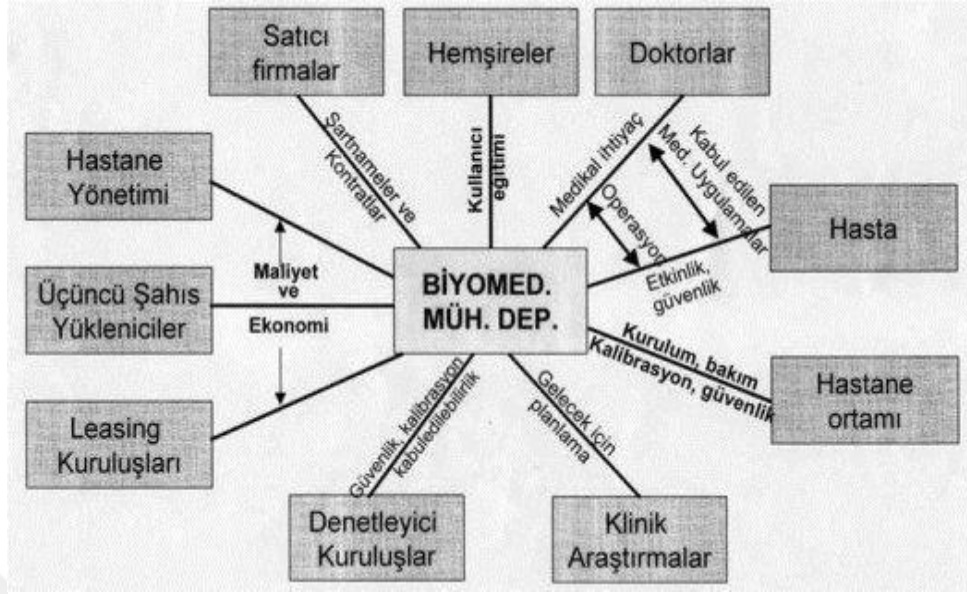 Satıcı
firmalar
Hemşireler
Doktorlar
Şartnameler ve
Kontratlar
Kullanıcı
eğitimi
Medikal ihtiyaç
Operasyon
Kabul edilen
Med. Uygulamalar
Hastane
Yönetimi
Hasta
Maliyet
ve
Ekonomi
Üçüncü Şahıs
Yükleniciler
BİYOMED.
MÜH. DEP.
Etkinlik,
güvenlik
Kurulum, bakım
Kalibrasyon, güvenlik
Hastane
ortamı
Leasing
Kuruluşları
Güvenlik, kalibrasyon
kabuledilebilirlik
Gelecek için
planlama
Denetleyici
Kuruluşlar
Klinik
Araştırmalar